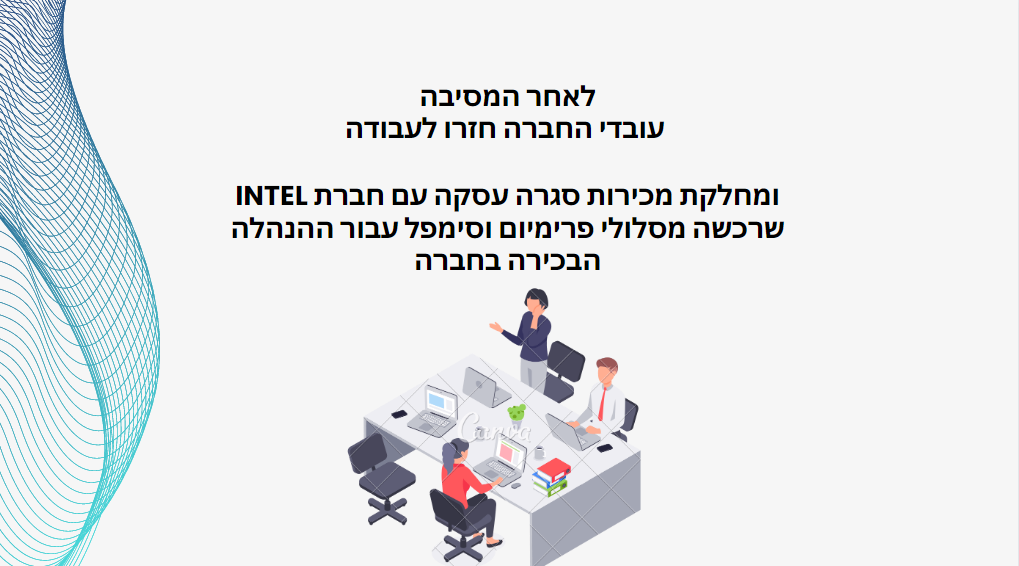 לאחר המסיבה
עובדי החברה חזרו לעבודה
ומחלקת מכירות סגרה עסקה עם חברת INTEL
שרכשה מסלולי פרימיום וסימפל עבור ההנהלה
הבכירה בחברה
Canva